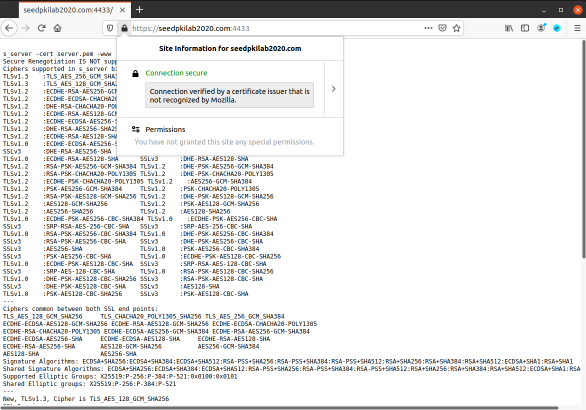 seedpkilab2020.com:4433/
https://seedpkilab2020.com:4433
Site Information for seedpkilab2020.com
Connection secure
Connection verified by a certificate issuer that is
not recognized by Mozilla.
Permissions
You have not granted this site any special permissions.
s_server -cert server.pem -www
Secure Renegotiation IS NOT supp
Ciphers supported in s_server bi
TLSv1.3 :TLS_AES_256_GCM_SHA3
TLSv1.3 :TLS_AES_128_GCM_SHA2
TLSv1.2 :ECDHE-RSA-AES256-GCM
TLSv1.2 :ECDHE-ECDSA-CHACHA20
TLSv1.2 :DHE-RSA-CHACHA20-POL
TLSv1.2 :ECDHE-RSA-AES128-GCM
TLSv1.2 :ECDHE-ECDSA-AES256-S
TLSv1.2 :DHE-RSA-AES256-SHA25
TLSv1.2 :ECDHE-RSA-AES128-SHA
TLSv1.0 :ECDHE-ECDSA-AES256-S
SSLv3 :DHE-RSA-AES256-SHA
TLSv1.0 :ECDHE-RSA-AES128-SHA SSLv3 :DHE-RSA-AES128-SHA
TLSv1.2 :RSA-PSK-AES256-GCM-SHA384 TLSv1.2 :DHE-PSK-AES256-GCM-SHA384
TLSv1.2 :RSA-PSK-CHACHA20-POLY1305 TLSv1.2 :DHE-PSK-CHACHA20-POLY1305
TLSv1.2 :ECDHE-PSK-CHACHA20-POLY1305 TLSv1.2 :AES256-GCM-SHA384
TLSv1.2 :PSK-AES256-GCM-SHA384 TLSv1.2 :PSK-CHACHA20-POLY1305
TLSv1.2 :RSA-PSK-AES128-GCM-SHA256 TLSv1.2 :DHE-PSK-AES128-GCM-SHA256
TLSv1.2 :AES128-GCM-SHA256 TLSv1.2 :PSK-AES128-GCM-SHA256
TLSv1.2 :AES256-SHA256 TLSv1.2 :AES128-SHA256
TLSv1.0 :ECDHE-PSK-AES256-CBC-SHA384 TLSv1.0 :ECDHE-PSK-AES256-CBC-SHA
SSLv3 :SRP-RSA-AES-256-CBC-SHA SSLv3 :SRP-AES-256-CBC-SHA
TLSv1.0 :RSA-PSK-AES256-CBC-SHA384 TLSv1.0 :DHE-PSK-AES256-CBC-SHA384
SSLv3 :RSA-PSK-AES256-CBC-SHA SSLv3 :DHE-PSK-AES256-CBC-SHA
SSLv3 :AES256-SHA TLSv1.0 :PSK-AES256-CBC-SHA384
SSLv3 :PSK-AES256-CBC-SHA TLSv1.0 :ECDHE-PSK-AES128-CBC-SHA256
TLSv1.0 :ECDHE-PSK-AES128-CBC-SHA SSLv3 :SRP-RSA-AES-128-CBC-SHA
SSLv3 :SRP-AES-128-CBC-SHA TLSv1.0 :RSA-PSK-AES128-CBC-SHA256
TLSv1.0 :DHE-PSK-AES128-CBC-SHA256 SSLv3 :RSA-PSK-AES128-CBC-SHA
SSLv3 :DHE-PSK-AES128-CBC-SHA SSLv3 :AES128-SHA
TLSv1.0 :PSK-AES128-CBC-SHA256 SSLv3 :PSK-AES128-CBC-SHA
---
Ciphers common between both SSL end points:
TLS_AES_128_GCM_SHA256 TLS_CHACHA20_POLY1305_SHA256 TLS_AES_256_GCM_SHA384
ECDHE-ECDSA-AES128-GCM-SHA256 ECDHE-RSA-AES128-GCM-SHA256 ECDHE-ECDSA-CHACHA20-POLY1305
ECDHE-RSA-CHACHA20-POLY1305 ECDHE-ECDSA-AES256-GCM-SHA384 ECDHE-RSA-AES256-GCM-SHA384
ECDHE-ECDSA-AES256-SHA ECDHE-ECDSA-AES128-SHA ECDHE-RSA-AES128-SHA
ECDHE-RSA-AES256-SHA AES128-GCM-SHA256 AES256-GCM-SHA384
AES128-SHA AES256-SHA
Signature Algorithms: ECDSA+SHA256:ECDSA+SHA384:ECDSA+SHA512:RSA-PSS+SHA256:RSA-PSS+SHA384:RSA-PSS+SHA512:RSA+SHA256:RSA+SHA384:RSA+SHA512:ECDSA+SHA1:RSA+SHA1
Shared Signature Algorithms: ECDSA+SHA256:ECDSA+SHA384:ECDSA+SHA512:RSA-PSS+SHA256:RSA-PSS+SHA384:RSA-PSS+SHA512:RSA+SHA256:RSA+SHA384:RSA+SHA512:ECDSA+SHA1:RSA
Supported Elliptic Groups: X25519:P-256:P-384:P-521:0x0100:0x0101
Shared Elliptic groups: X25519:P-256:P-384:P-521
---
New, TLSv1.3, Cipher is TLS_AES_128_GCM_SHA256